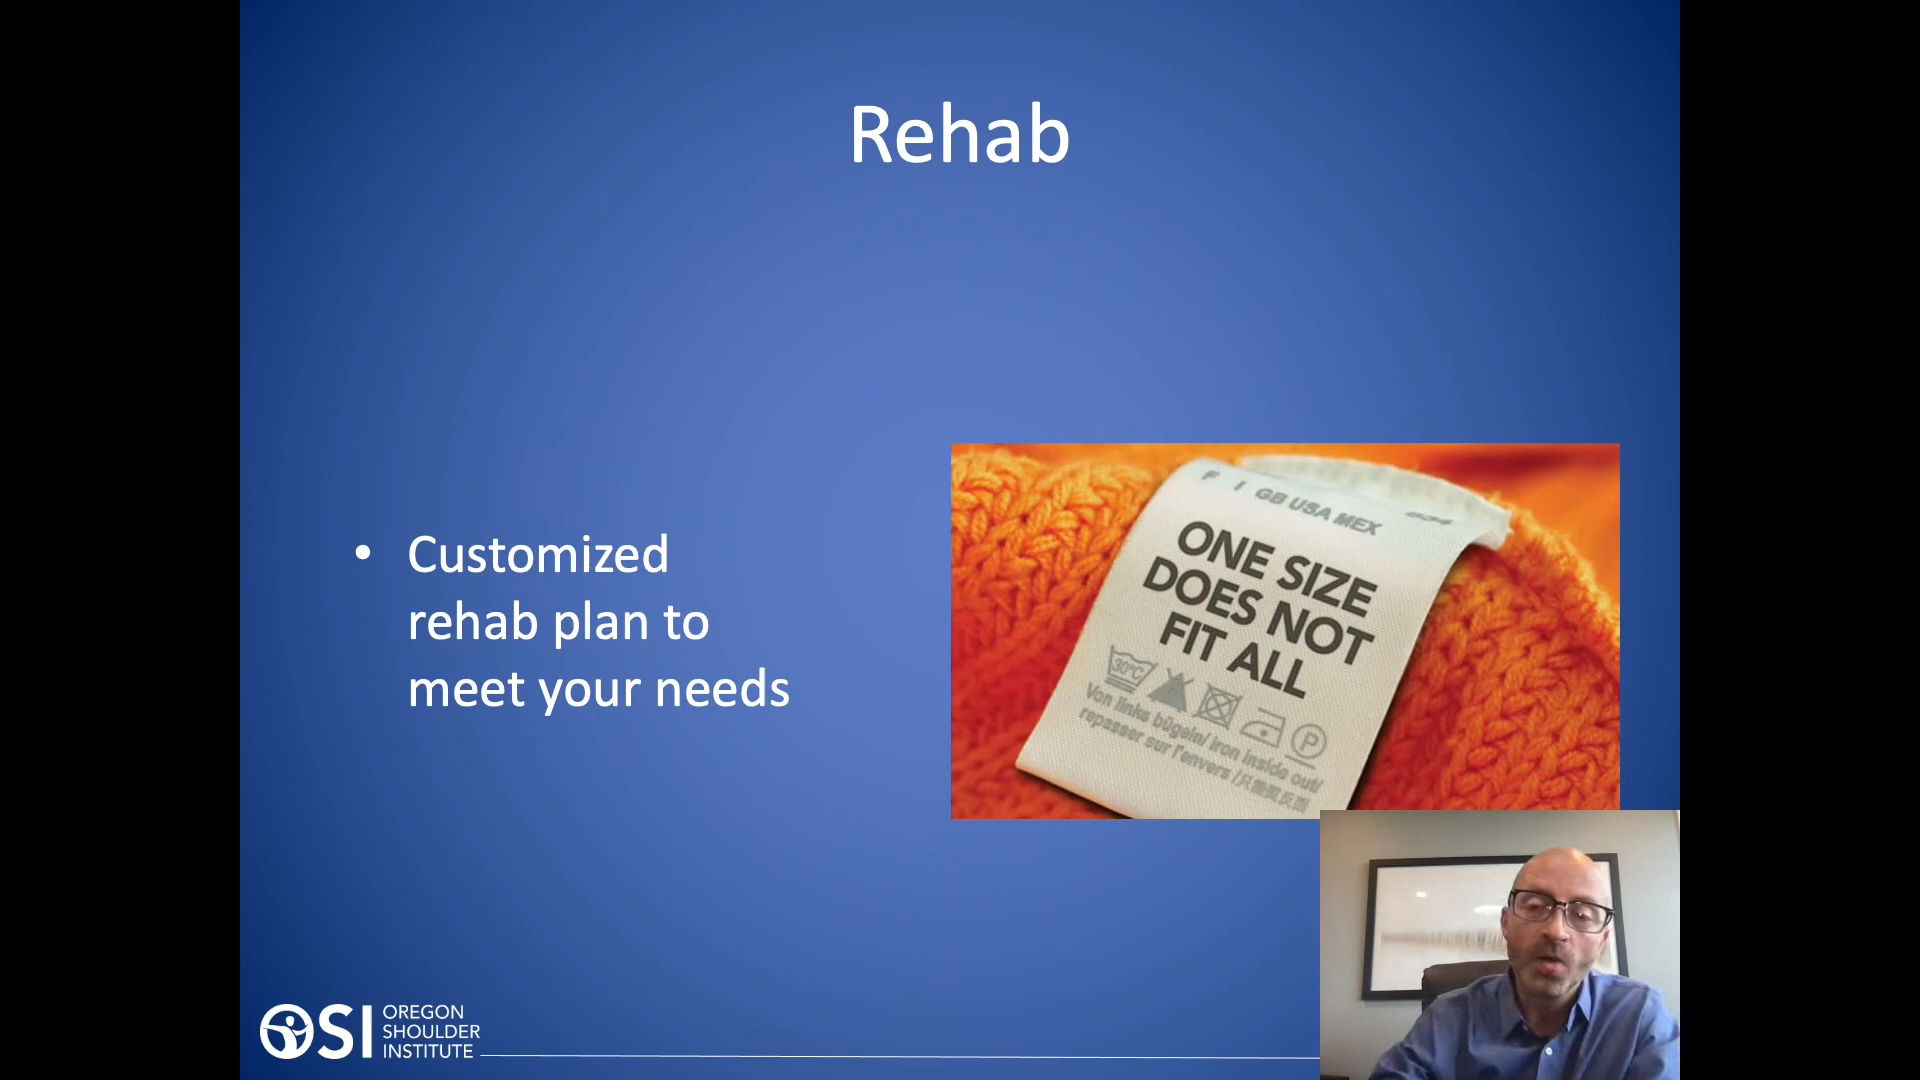 Rehab
• Customized
rehab plan to
meet your needs
F I GB USA MEX
ONE SIZE
DOES NOT
FIT ALL
30°C
P
Von links bügeln/ iron inside out/
repasser sur l'envers /
OSI OREGON
SHOULDER
INSTITUTE